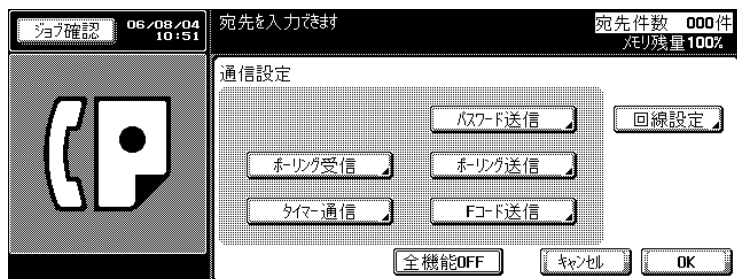 ジョブ確認
06/08/04
10:51
宛先を入力できます
宛先件数 000件
メモリ残量100%
通信設定
パスワード送信
回線設定
ポーリング受信
ポーリング送信
タイマー通信
Fコード送信
全機能OFF
キャンセル
OK